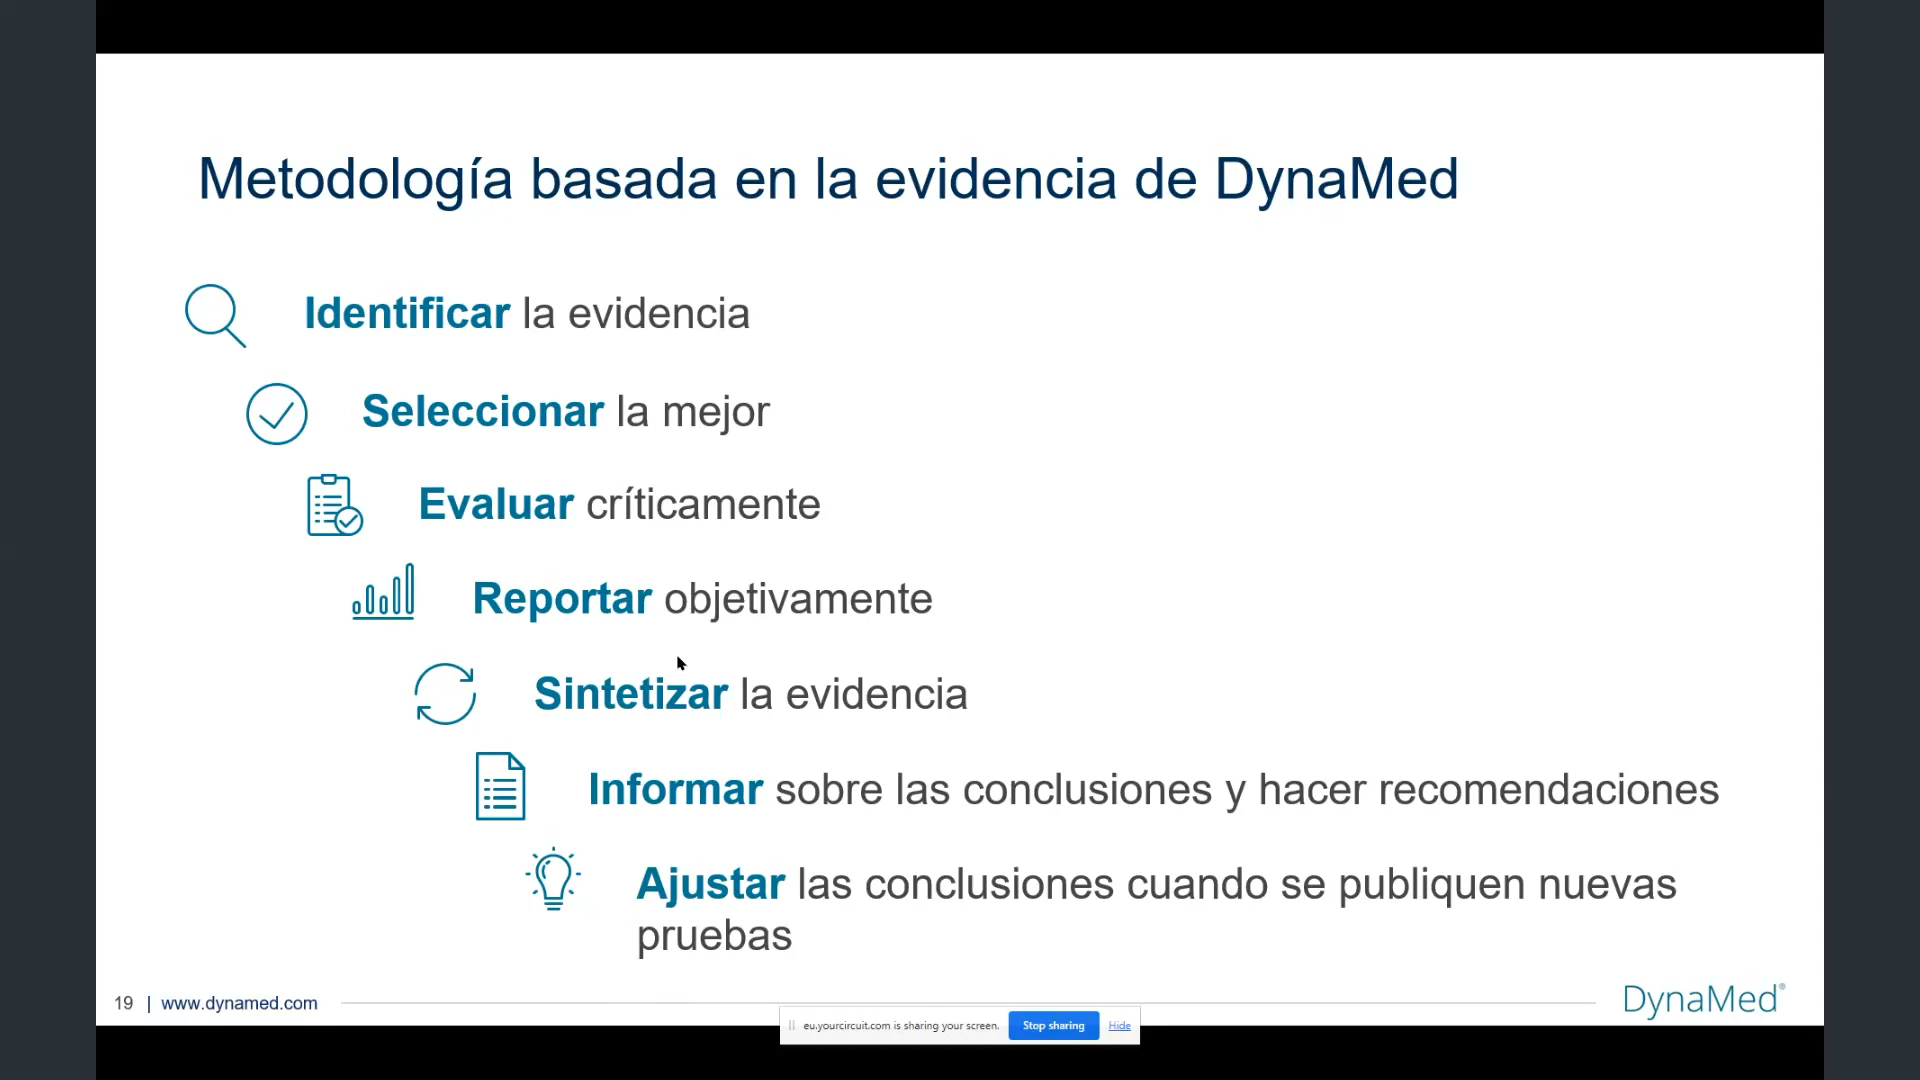 Metodología basada en la evidencia de DynaMed
Identificar la evidencia
Seleccionar la mejor
Evaluar críticamente
Reportar objetivamente
Sintetizar la evidencia
Informar sobre las conclusiones y hacer recomendaciones
Ajustar las conclusiones cuando se publiquen nuevas
pruebas
19 | www.dynamed.com
DynaMed®
eu.yourcircuit.com is sharing your screen. Stop sharing Hide